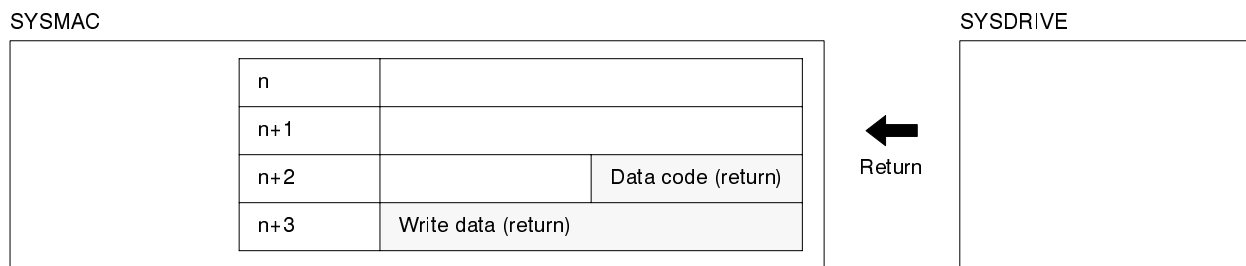 SYSMAC
SYSDRIVE
n
n+1
n+2
Data code (return)
Return
n+3
Write data (return)